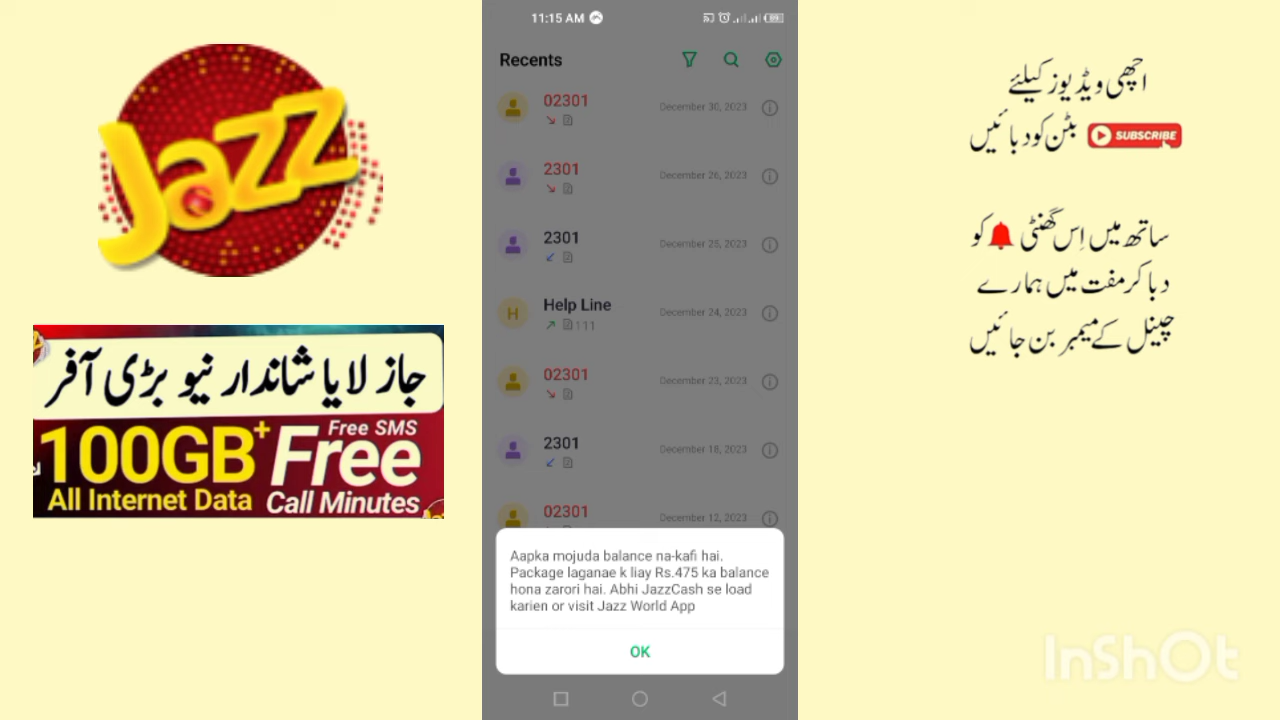 Jazz
جاز لایا شاندار نیو بڑی آفر
100GB+
All Internet Data
Free SMS
Free
Call Minutes
11:15 AM
Recents
02301
December 30, 2023
2301
December 26, 2023
2301
December 25, 2023
H
Help Line
111
December 24, 2023
02301
December 23, 2023
2301
December 18, 2023
02301
December 12, 2023
Aapka mojuda balance na-kafi hai.
Package laganae k liay Rs.475 ka balance
hona zarori hai. Abhi JazzCash se load
karien or visit Jazz World App
OK
اچھی ویڈیوز کیلئے
SUBSCRIBE بٹن کو دبائیں
ساتھ میں اِس گھنٹی کو
دبا کر مفت میں ہمارے
چینل کے میمبر بن جائیں
InShOt